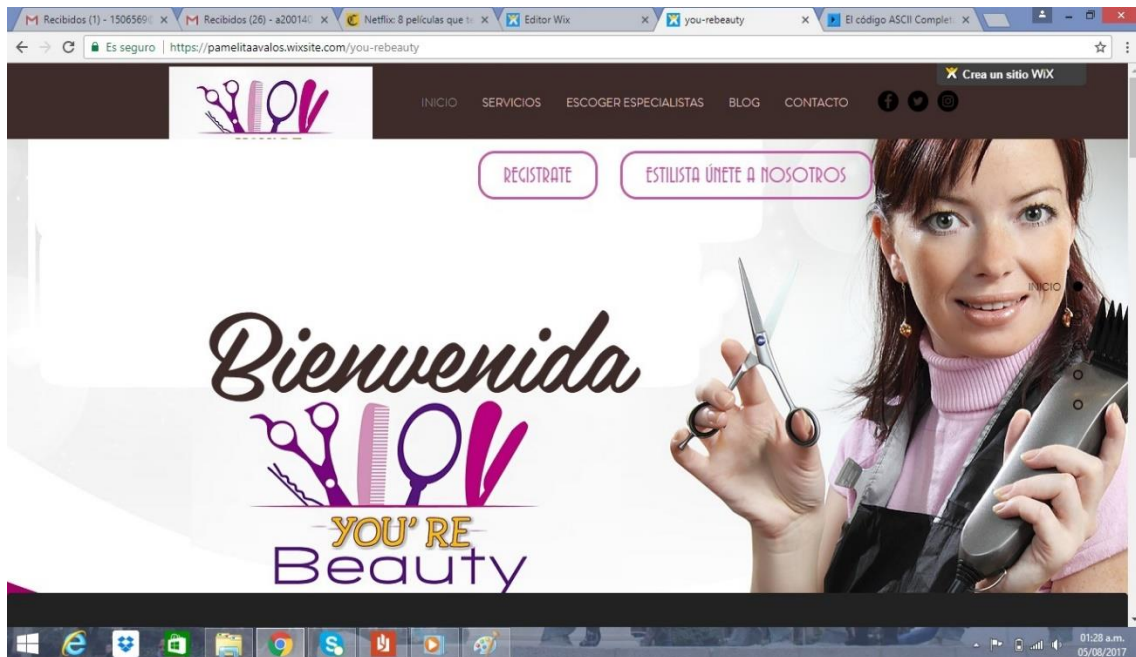 Recibidos (1) - 1506569
Recibidos (26) - a200140
Netflix: 8 películas que te
Editor Wix
you-rebeauty
El código ASCII Complet
Es seguro
https://pamelitaavalos.wixsite.com/you-rebeauty
Crea un sitio WiX
INICIO
SERVICIOS
ESCOGER ESPECIALISTAS
BLOG
CONTACTO
REGISTRATE
ESTILISTA ÚNETE A NOSOTROS
INICIO
Bienvenida
YOU' RE
Beauty
01:28 a.m.
05/08/2017